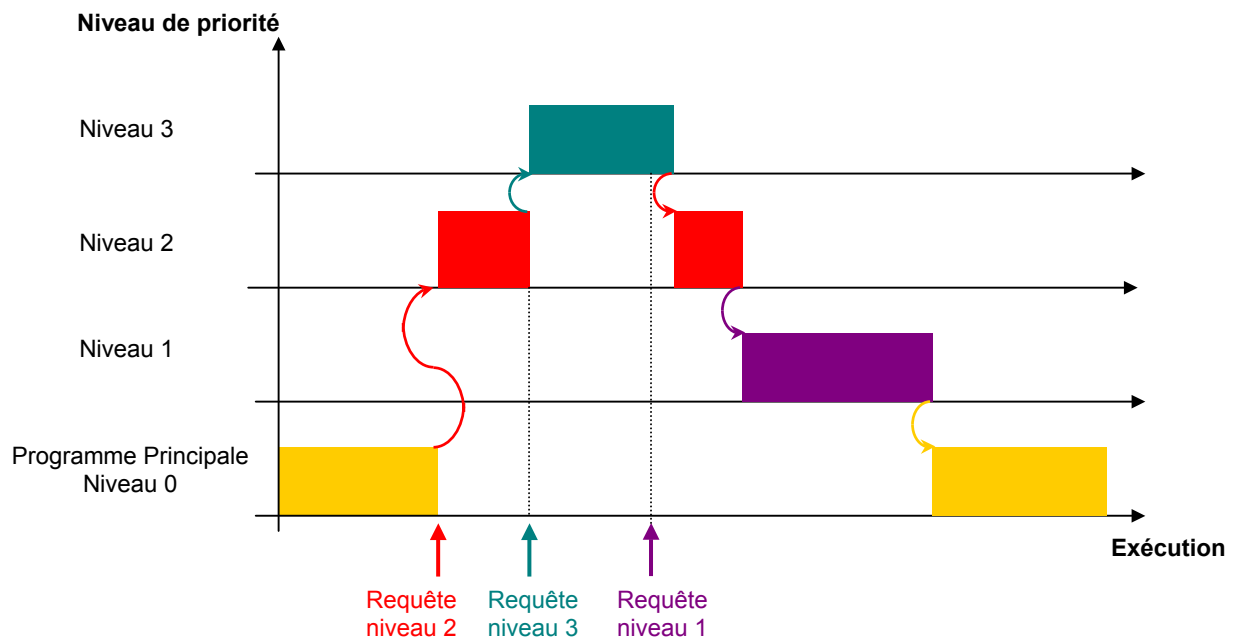 Niveau de priorité
Niveau 3
Niveau 2
Niveau 1
Programme Principale
Niveau 0
Exécution
Requête
niveau 2
Requête
niveau 3
Requête
niveau 1